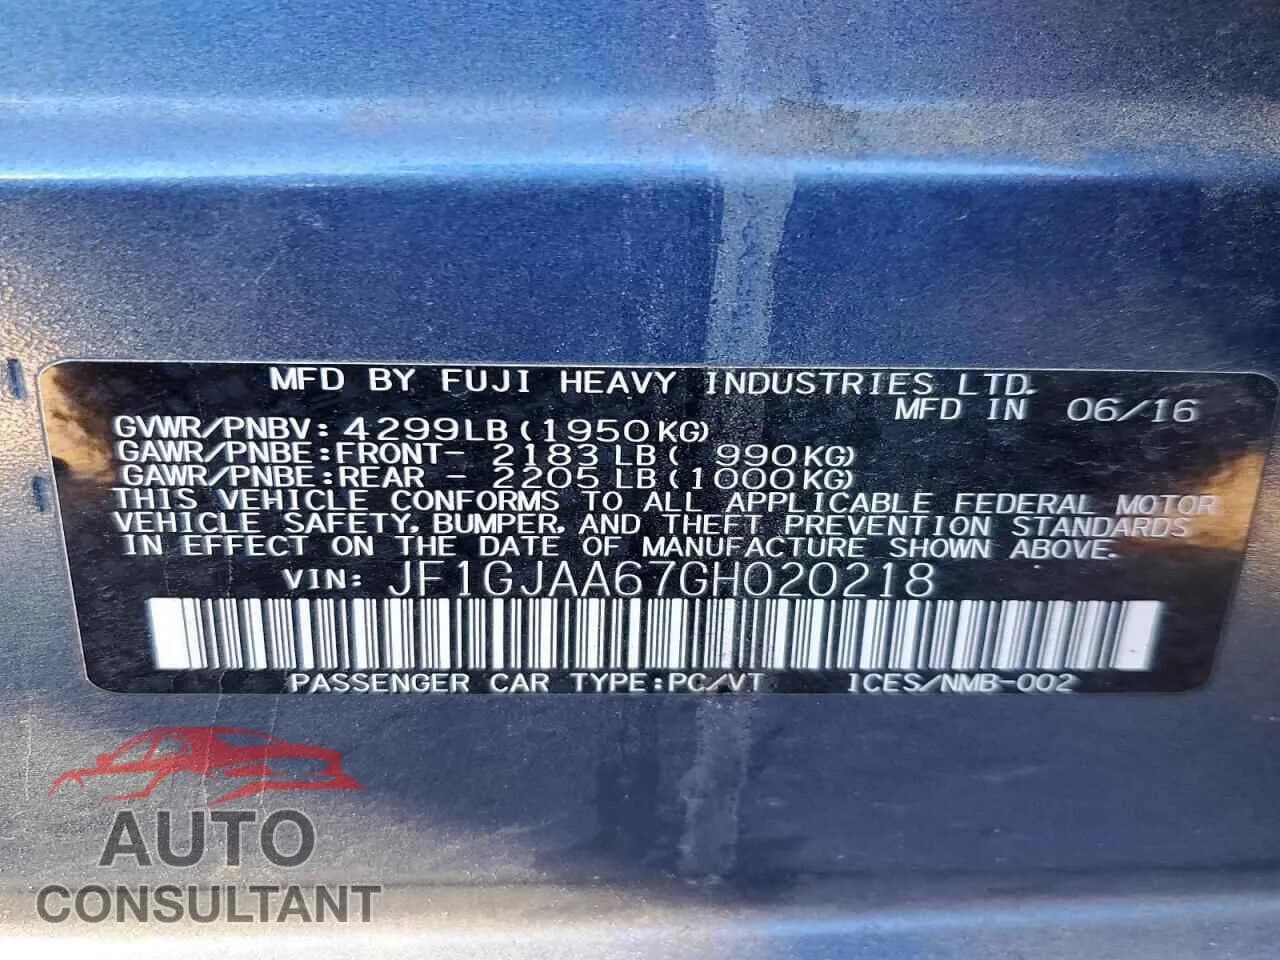 MFD BY FUJI HEAVY INDUSTRIES LTD.
MFD IN 06/16
GVWR/PNBV: 4299LB(1950KG)
GAWR/PNBE:FRONT- 2183LB( 990KG)
GAWR/PNBE:REAR - 2205LB(1000KG)
THIS VEHICLE CONFORMS TO ALL APPLICABLE FEDERAL MOTOR
VEHICLE SAFETY, BUMPER, AND THEFT PREVENTION STANDARDS
IN EFFECT ON THE DATE OF MANUFACTURE SHOWN ABOVE.
VIN: JF1GJAA67GH020218
PASSENGER CAR TYPE:PC/VT 1CES/NMB-002
AUTO
CONSULTANT